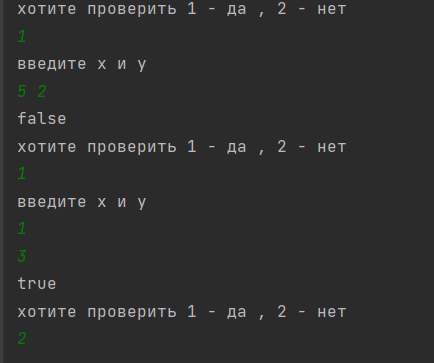 хотите проверить 1 - да , 2 - нет
1
введите x и y
5 2
false
хотите проверить 1 - да , 2 - нет
1
введите x и y
1
3
true
хотите проверить 1 - да , 2 - нет
2